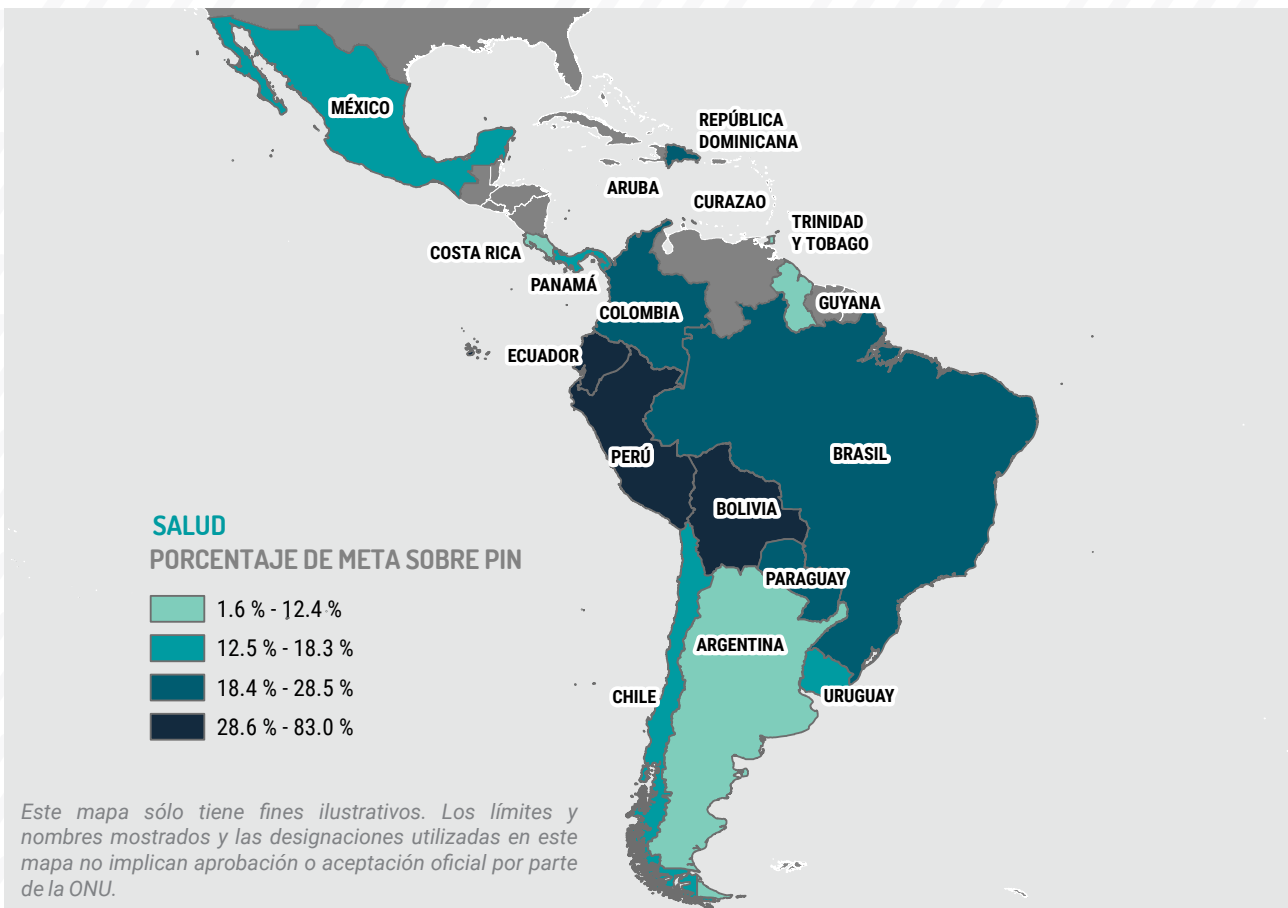 MÉXICO
REPÚBLICA
DOMINICANA
ARUBA
CURAZAO
TRINIDAD
Y TOBAGO
COSTA RICA
PANAMÁ
GUYANA
COLOMBIA
ECUADOR
PERÚ
BRASIL
BOLIVIA
PARAGUAY
ARGENTINA
CHILE
URUGUAY
SALUD
PORCENTAJE DE META SOBRE PIN
1.6 % - 12.4 %
12.5 % - 18.3 %
18.4 % - 28.5 %
28.6 % - 83.0 %
Este mapa sólo tiene fines ilustrativos. Los límites y
nombres mostrados y las designaciones utilizadas en este
mapa no implican aprobación o aceptación oficial por parte
de la ONU.